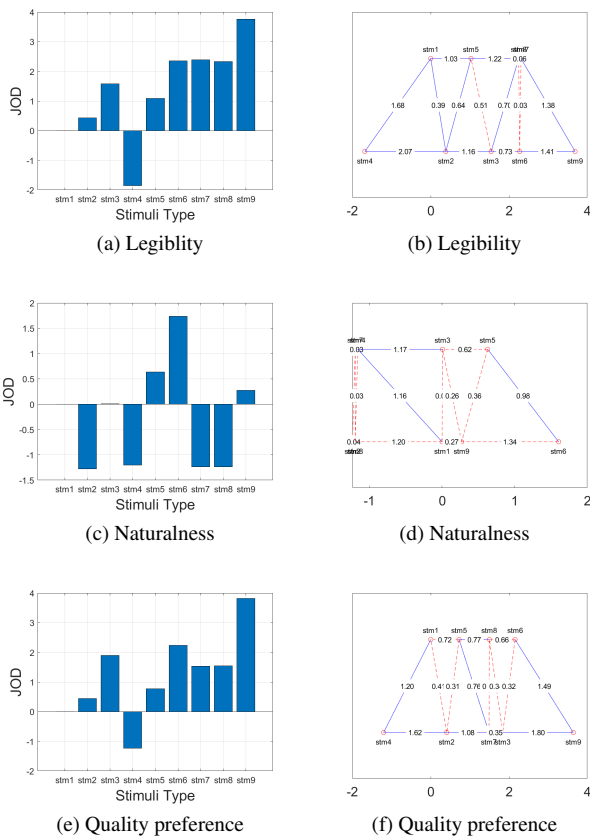 4
3
2
1
0
-1
-2
JOD
stm1 stm2 stm3 stm4 stm5 stm6 stm7 stm8 stm9
Stimuli Type
(a) Legiblity
stm1 stm5
1.03 1.22 0.06
1.68 0.39 0.64 0.51 0.03 1.38
2.07 1.16 0.73 1.41
stm4 stm2 stm3 stm6 stm9
-2 0 2 4
(b) Legibility
2
1.5
1
0.5
0
-0.5
-1
-1.5
JOD
stm1 stm2 stm3 stm4 stm5 stm6 stm7 stm8 stm9
(c) Naturalness
stm3 stm5
0.03 1.17 0.62
0.03 1.16 0.26 0.36 0.98
0.04 1.20 0.27 1.34
stm1 stm9 stm6
-1 0 1 2
(d) Naturalness
4
3
2
1
0
-1
-2
JOD
stm1 stm2 stm3 stm4 stm5 stm6 stm7 stm8 stm9
Stimuli Type
(e) Quality preference
stm1 stm5 stm8 stm6
0.72 0.77 0.66
1.20 0.31 0.32 1.49
1.62 1.08 0.35 1.80
stm4 stm2 stm3 stm9
-2 0 2 4
(f) Quality preference